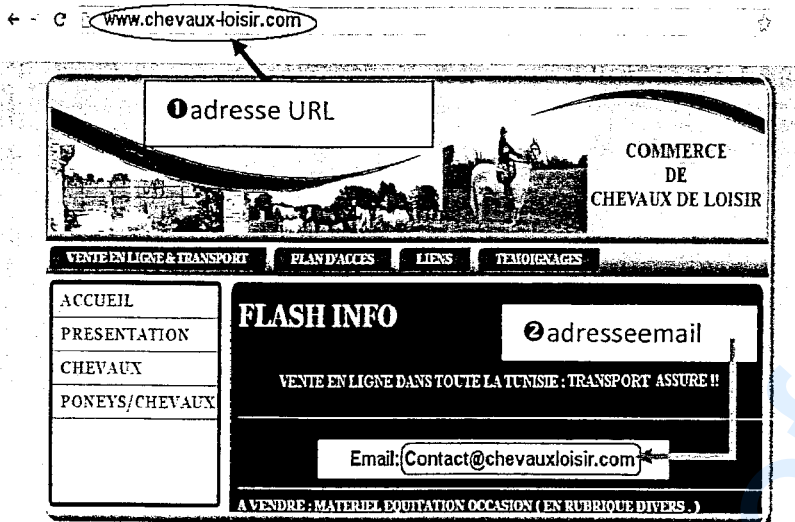 www.chevaux-loisir.com
❶adresse URL
COMMERCE
DE
CHEVAUX DE LOISIR
VENTE EN LIGNE & TRANSPORT PLAN D'ACCES LIENS TEMOIGNAGES
ACCUEIL
PRESENTATION
CHEVAUX
PONEYS/CHEVAUX
FLASH INFO
❷adresseemail
VENTE EN LIGNE DANS TOUTE LA TUNISIE : TRANSPORT ASSURE !!
Email: Contact@chevauxloisir.com
A VENDRE : MATERIEL EQUITATION OCCASION ( EN RUBRIQUE DIVERS . )